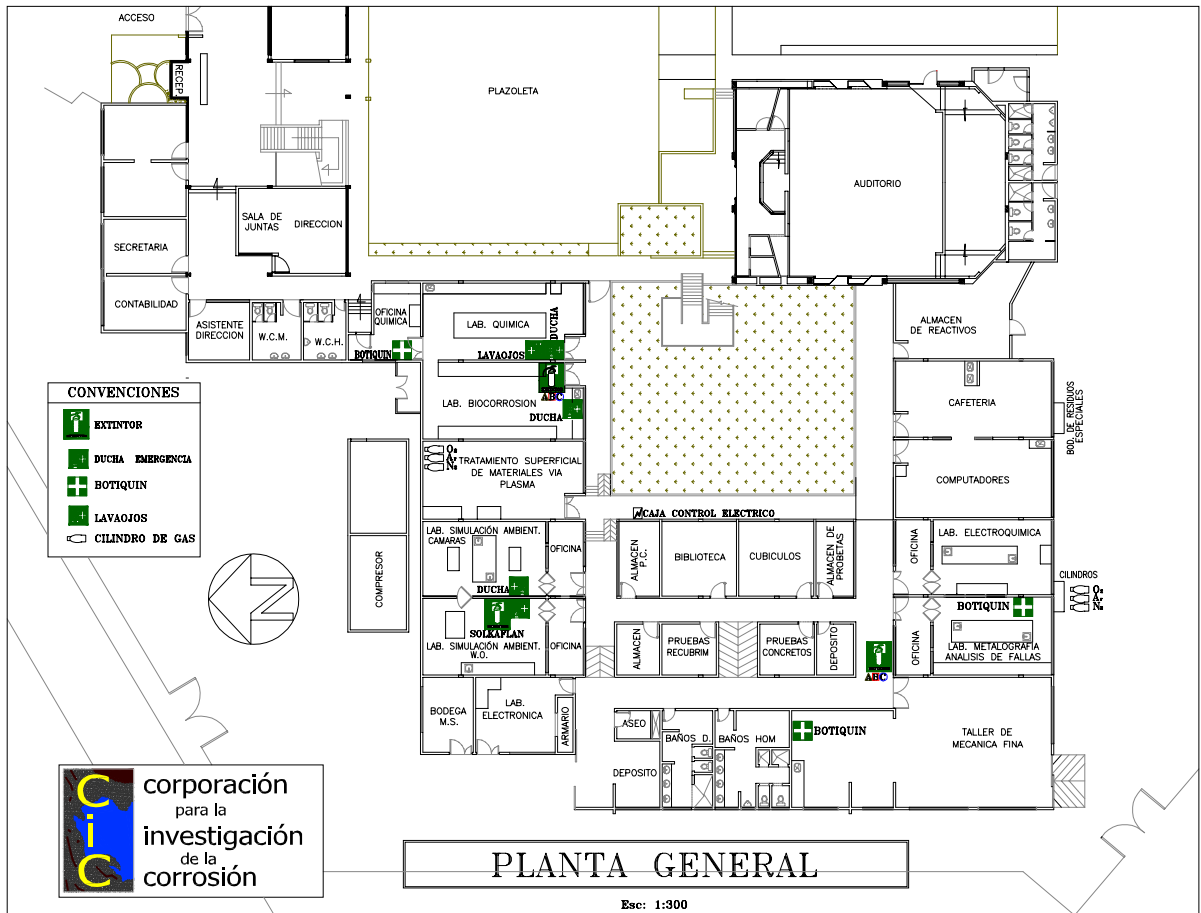 ACCESO
RECEP.
PLAZOLETA
AUDITORIO
SALA DE
JUNTAS
DIRECCION
SECRETARIA
CONTABILIDAD
ASISTENTE
DIRECCION
W.C.M.
W.C.H.
OFICINA
QUIMICA
LAB. QUIMICA
DUCHA
BOTIQUIN
LAVAOJOS
ABC
LAB. BIOCORROSION
DUCHA
ALMACEN
DE REACTIVOS
CAFETERIA
BOD. DE RESIDUOS
ESPECIALES
COMPUTADORES
CONVENCIONES
EXTINTOR
DUCHA EMERGENCIA
BOTIQUIN
LAVAOJOS
CILINDRO DE GAS
TRATAMIENTO SUPERFICIAL
DE MATERIALES VIA
PLASMA
CAJA CONTROL ELECTRICO
COMPRESOR
LAB. SIMULACIÓN AMBIENT.
CAMARAS
OFICINA
DUCHA
ALMACEN
P.C.
BIBLIOTECA
CUBICULOS
ALMACEN DE
PROBETAS
OFICINA
LAB. ELECTROQUIMICA
CILINDROS
BOTIQUIN
SOLKAFLAN
LAB. SIMULACIÓN AMBIENT.
W.O.
OFICINA
ALMACEN
PRUEBAS
RECUBRIM
PRUEBAS
CONCRETOS
DEPOSITO
ABC
OFICINA
LAB. METALOGRAFIA
ANALISIS DE FALLAS
N
BODEGA
M.S.
LAB.
ELECTRONICA
ARMARIO
ASEO
BAÑOS D.
BAÑOS HOM
BOTIQUIN
TALLER DE
MECANICA FINA
DEPOSITO
CiC
corporación
para la
investigación
de la
corrosión
PLANTA GENERAL
Esc: 1:300